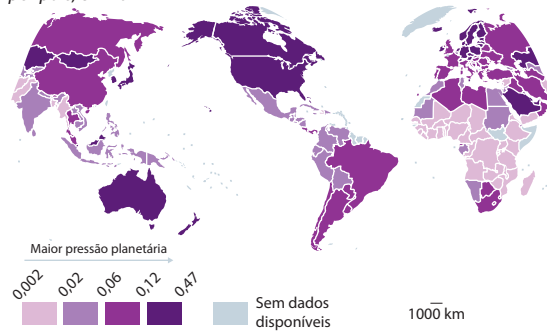 Maior pressão planetária
0,002
0,02
0,06
0,12
0,47
Sem dados
disponíveis
1000 km